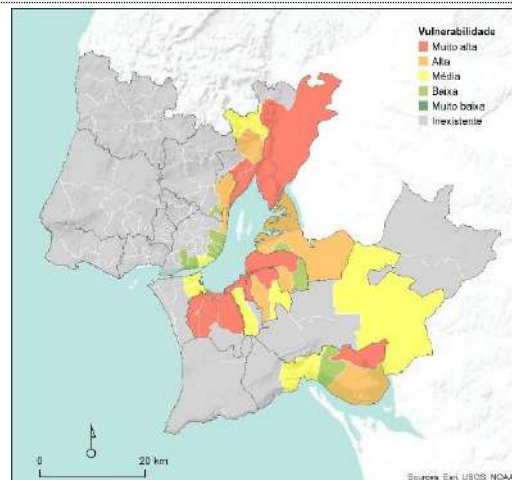 Vulnerabilidade
Muito alta
Alta
Média
Baixa
Muito baixa
Inexistente
0
20 km
Sources: Esri, USGS, NOAA